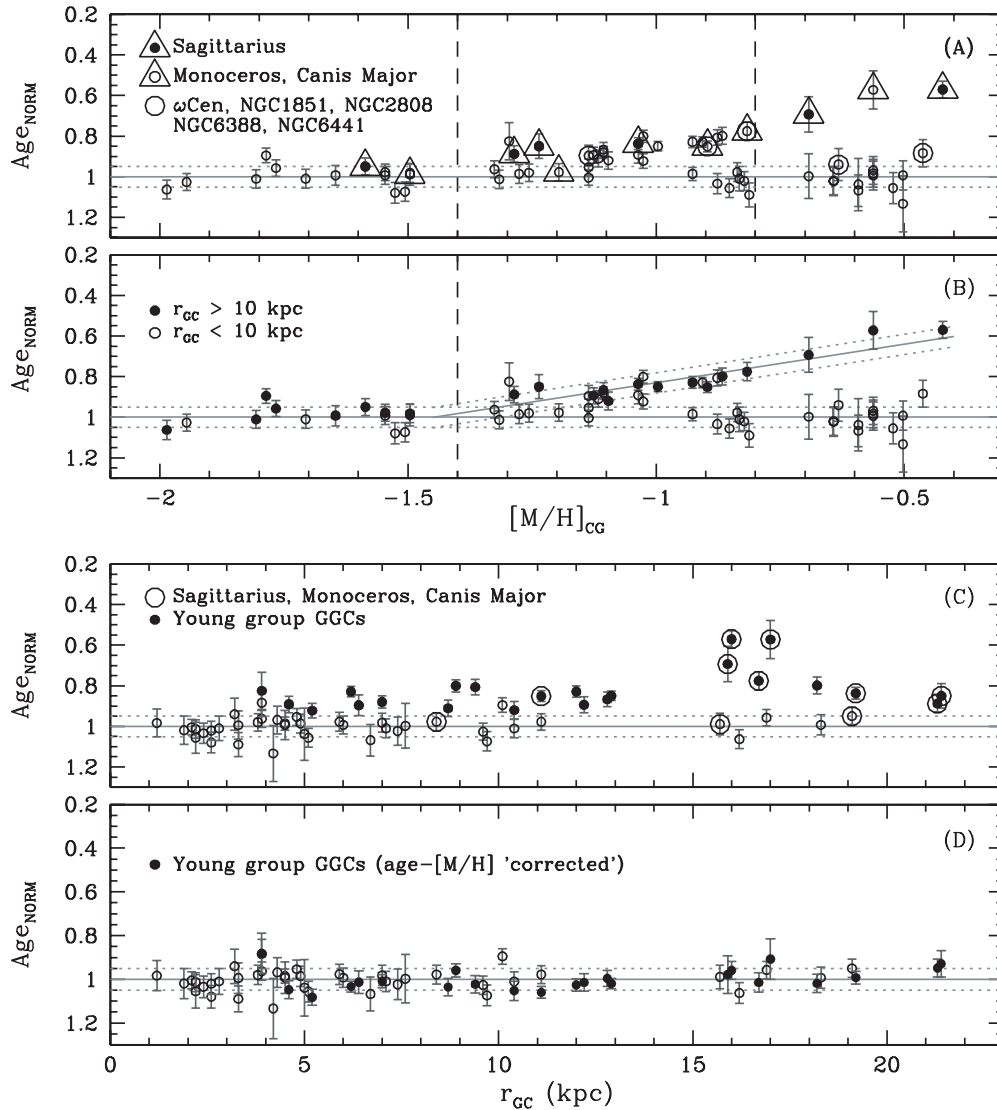 0.2
0.4
0.6
0.8
1
1.2
Age_NORM
(A)
Sagittarius
Monoceros, Canis Major
ωCen, NGC1851, NGC2808
NGC6388, NGC6441
0.2
0.4
0.6
0.8
1
1.2
Age_NORM
(B)
r_GC > 10 kpc
r_GC < 10 kpc
−2
−1.5
−1
−0.5
[M/H]_CG
0.2
0.4
0.6
0.8
1
1.2
Age_NORM
(C)
Sagittarius, Monoceros, Canis Major
Young group GGCs
0.2
0.4
0.6
0.8
1
1.2
Age_NORM
(D)
Young group GGCs (age−[M/H] 'corrected')
0
5
10
15
20
r_GC (kpc)